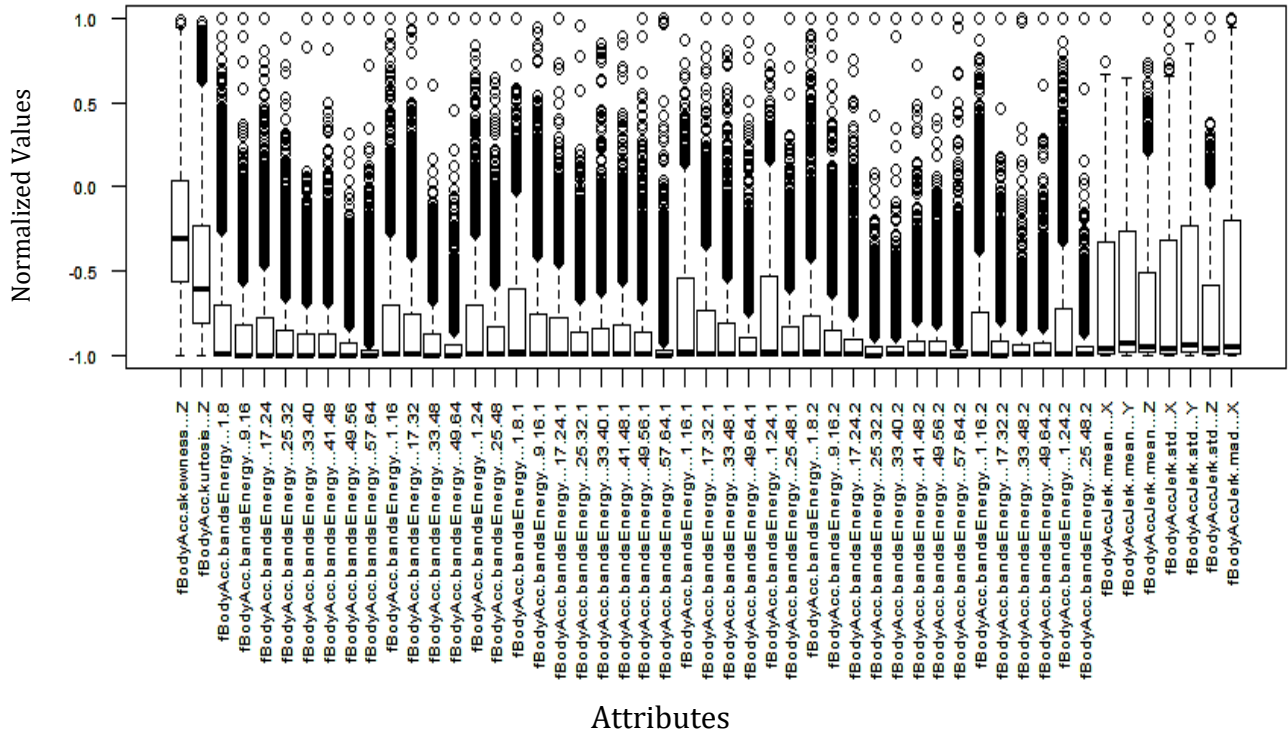 Normalized Values
1.0
0.5
0.0
-0.5
-1.0
fBodyAcc.skewness...Z
fBodyAcc.kurtosis...Z
fBodyAcc.bandsEnergy...1.8
fBodyAcc.bandsEnergy...9.16
fBodyAcc.bandsEnergy...17.24
fBodyAcc.bandsEnergy...25.32
fBodyAcc.bandsEnergy...33.40
fBodyAcc.bandsEnergy...41.48
fBodyAcc.bandsEnergy...49.56
fBodyAcc.bandsEnergy...57.64
fBodyAcc.bandsEnergy...1.16
fBodyAcc.bandsEnergy...17.32
fBodyAcc.bandsEnergy...33.48
fBodyAcc.bandsEnergy...49.64
fBodyAcc.bandsEnergy...1.24
fBodyAcc.bandsEnergy...25.48
fBodyAcc.bandsEnergy...1.8.1
fBodyAcc.bandsEnergy...9.16.1
fBodyAcc.bandsEnergy...17.24.1
fBodyAcc.bandsEnergy...25.32.1
fBodyAcc.bandsEnergy...33.40.1
fBodyAcc.bandsEnergy...41.48.1
fBodyAcc.bandsEnergy...49.56.1
fBodyAcc.bandsEnergy...57.64.1
fBodyAcc.bandsEnergy...1.16.1
fBodyAcc.bandsEnergy...17.32.1
fBodyAcc.bandsEnergy...33.48.1
fBodyAcc.bandsEnergy...49.64.1
fBodyAcc.bandsEnergy...1.24.1
fBodyAcc.bandsEnergy...25.48.1
fBodyAcc.bandsEnergy...1.8.2
fBodyAcc.bandsEnergy...9.16.2
fBodyAcc.bandsEnergy...17.24.2
fBodyAcc.bandsEnergy...25.32.2
fBodyAcc.bandsEnergy...33.40.2
fBodyAcc.bandsEnergy...41.48.2
fBodyAcc.bandsEnergy...49.56.2
fBodyAcc.bandsEnergy...57.64.2
fBodyAcc.bandsEnergy...1.16.2
fBodyAcc.bandsEnergy...17.32.2
fBodyAcc.bandsEnergy...33.48.2
fBodyAcc.bandsEnergy...49.64.2
fBodyAcc.bandsEnergy...1.24.2
fBodyAcc.bandsEnergy...25.48.2
fBodyAccJerk.mean...X
fBodyAccJerk.mean...Y
fBodyAccJerk.mean...Z
fBodyAccJerk.std...X
fBodyAccJerk.std...Y
fBodyAccJerk.std...Z
fBodyAccJerk.mad...X
Attributes